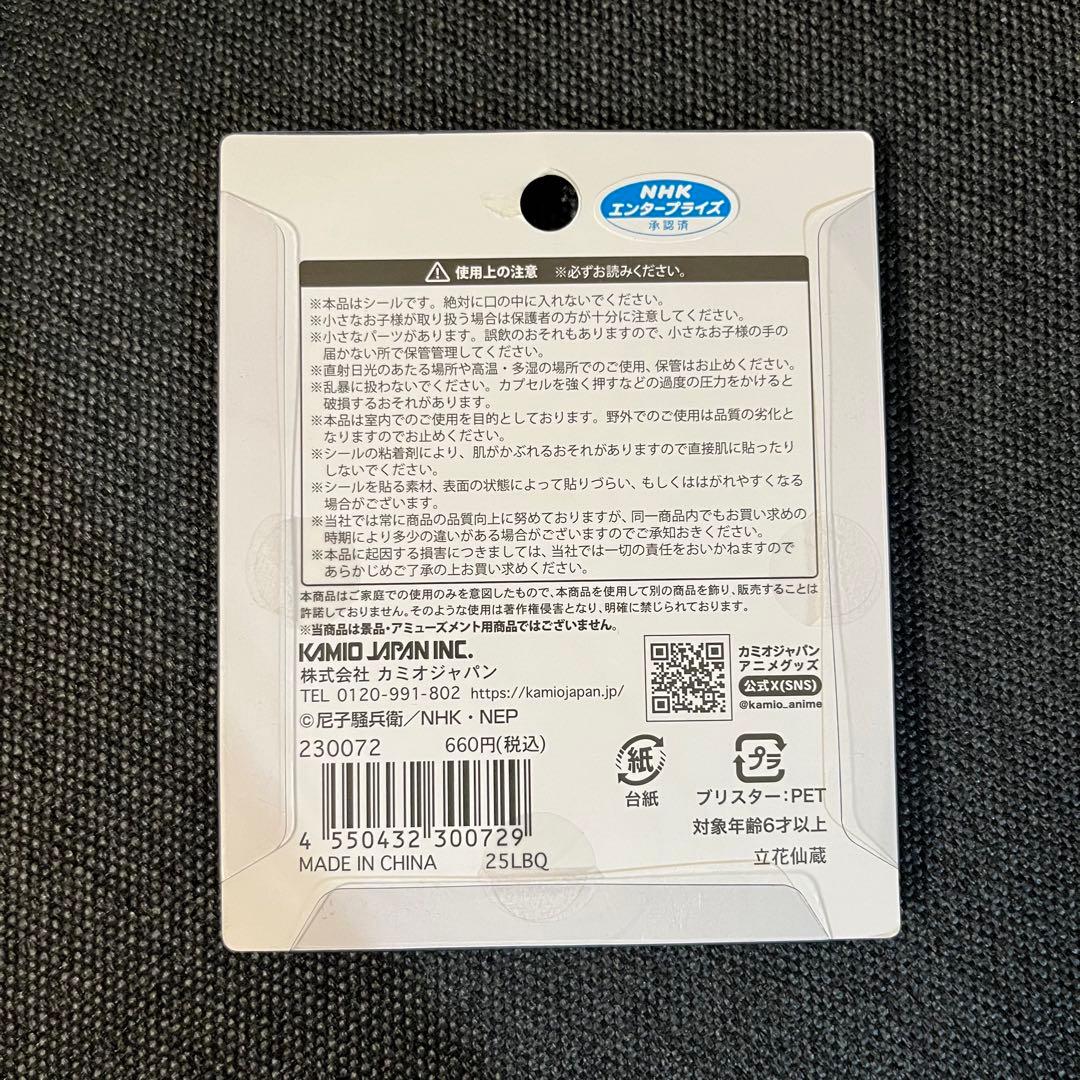 NHK
エンタープライズ
承認済
使用上の注意 ※必ずお読みください。
※本品はシールです。絶対に口の中に入れないでください。
※小さなお子様が取り扱う場合は保護者の方が十分に注意してください。
※小さなパーツがあります。誤飲のおそれもありますので、小さなお子様の手の
届かない所で保管管理してください。
※直射日光のあたる場所や高温・多湿の場所でのご使用、保管はお止めください。
※乱暴に扱わないでください。カプセルを強く押すなどの過度の圧力をかけると
破損するおそれがあります。
※本品は室内でのご使用を目的としております。野外でのご使用は品質の劣化と
なりますのでお止めください。
※シールの粘着剤により、肌がかぶれるおそれがありますので直接肌に貼ったり
しないでください。
※シールを貼る素材、表面の状態によって貼りづらい、もしくははがれやすくなる
場合がございます。
※当社では常に商品の品質向上に努めておりますが、同一商品内でもお買い求めの
時期により多少の違いがある場合がございますのでご承知おきください。
※本品に起因する損害につきましては、当社では一切の責任をおいかねますので
あらかじめご了承の上お買い求めください。
本商品はご家庭での使用のみを意図したもので、本商品を使用して別の商品を飾り、販売することは
許諾しておりません。そのような使用は著作権侵害となり、明確に禁じられております。
※当商品は景品・アミューズメント用商品ではございません。
KAMIO JAPAN INC.
株式会社 カミオジャパン
TEL 0120-991-802 https://kamiojapan.jp/
©尼子騒兵衛/NHK・NEP
カミオジャパン
アニメグッズ
公式X(SNS)
@kamio_anime
230072 660円(税込)
4 550432 300729
MADE IN CHINA 25LBQ
紙
台紙
プラ
ブリスター:PET
対象年齢6才以上
立花仙蔵